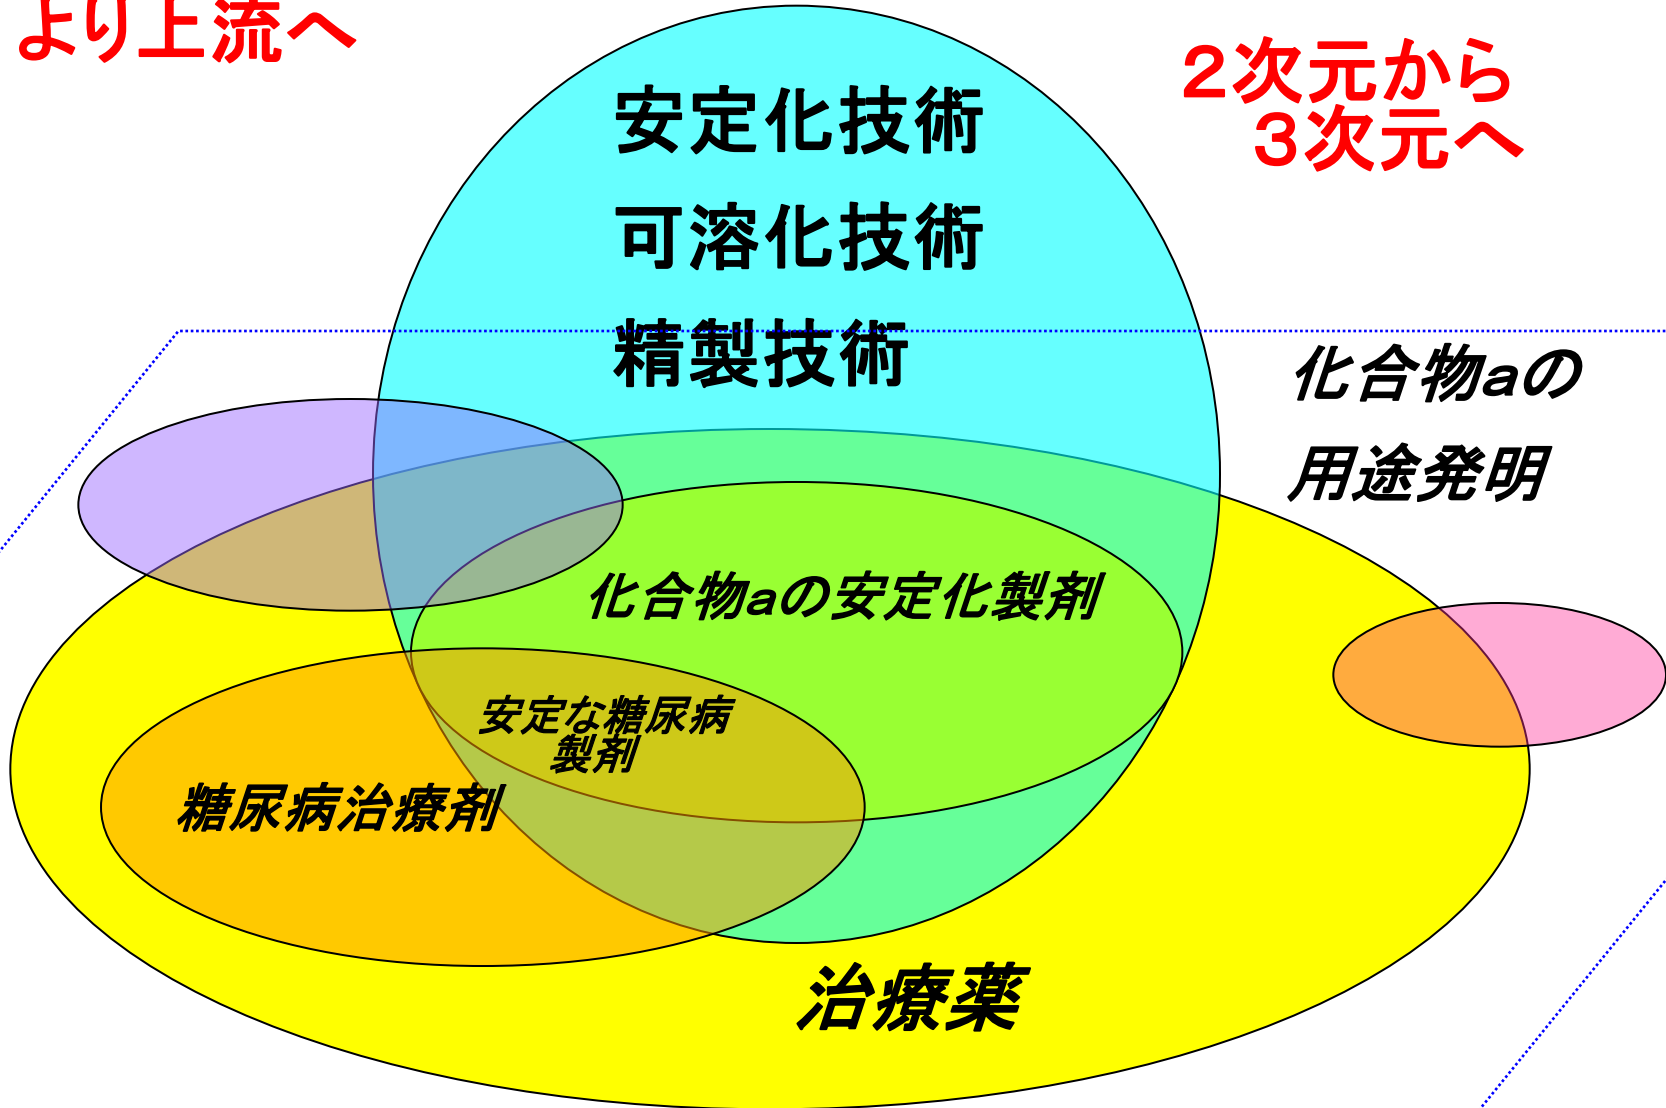 より上流へ
２次元から
３次元へ
安定化技術
可溶化技術
精製技術
化合物aの
用途発明
化合物aの安定化製剤
安定な糖尿病
製剤
糖尿病治療剤
治療薬